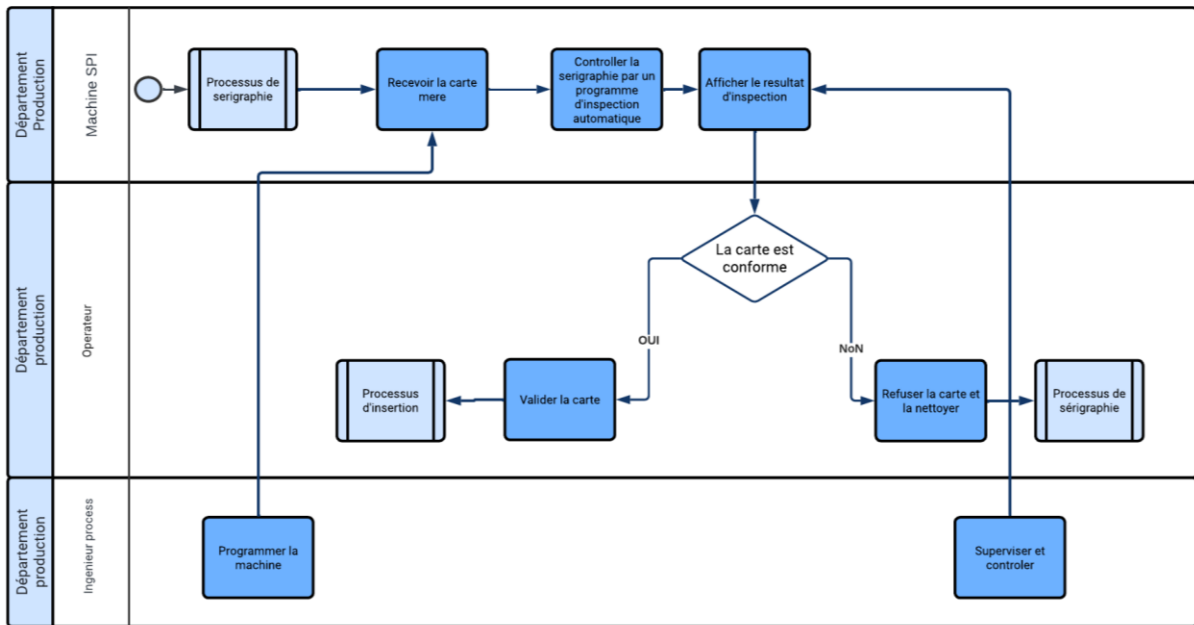 Département
Production
Machine SPI
Processus de
serigraphie
Recevoir la carte
mere
Controller la
serigraphie par un
programme
d'inspection
automatique
Afficher le resultat
d'inspection
Département
production
Operateur
La carte est
conforme
OUI
NoN
Processus
d'insertion
Valider la carte
Refuser la carte et
la nettoyer
Processus de
sérigraphie
Département
production
Ingenieur process
Programmer la
machine
Superviser et
controler